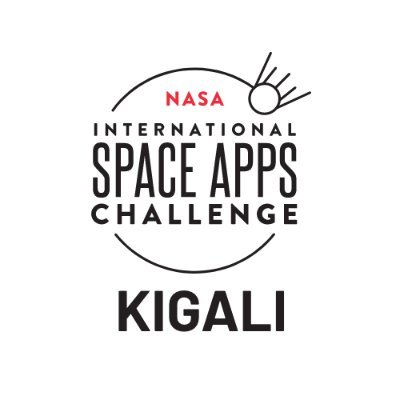 NASA
INTERNATIONAL
SPACE APPS
CHALLENGE
KIGALI